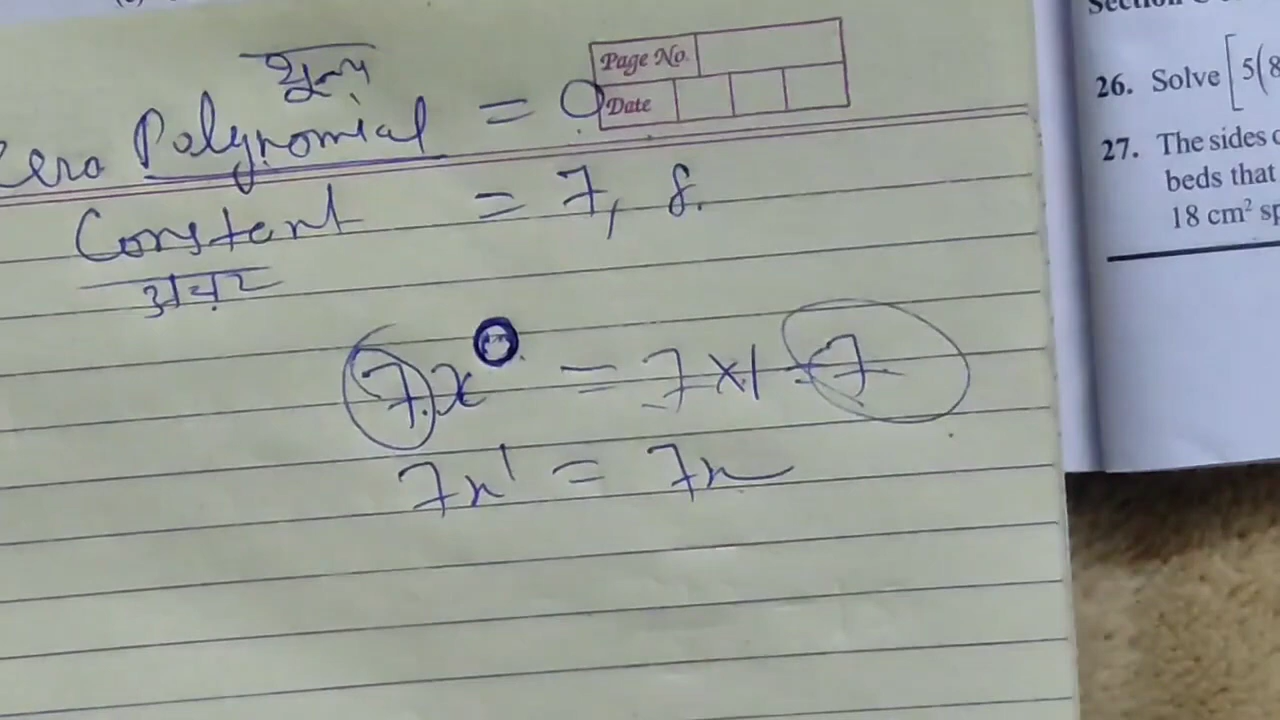 शून्य
Zero Polynomial = 0
Page No.
Date
Constant = 7, 8.
अचर
7x⁰ = 7×1 = 7
7x¹ = 7x
26. Solve [5(8
27. The sides o
beds that
18 cm² sp